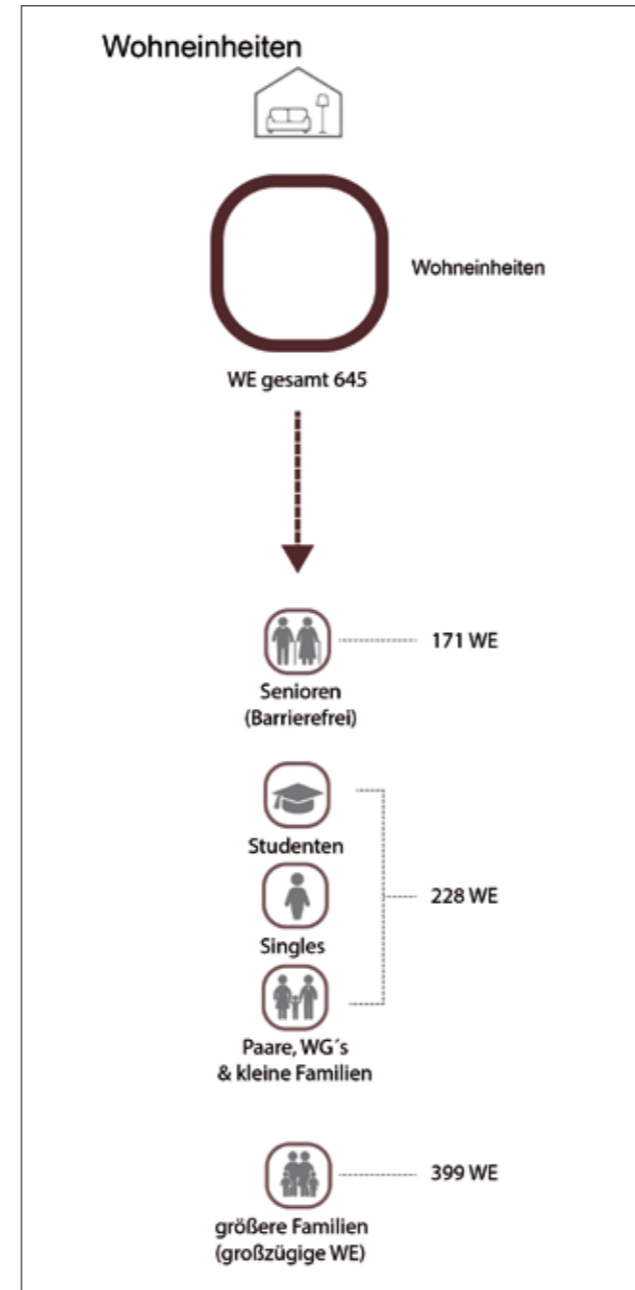 Wohneinheiten
Wohneinheiten
WE gesamt 645
171 WE
Senioren
(Barrierefrei)
Studenten
228 WE
Singles
Paare, WG´s
& kleine Familien
399 WE
größere Familien
(großzügige WE)